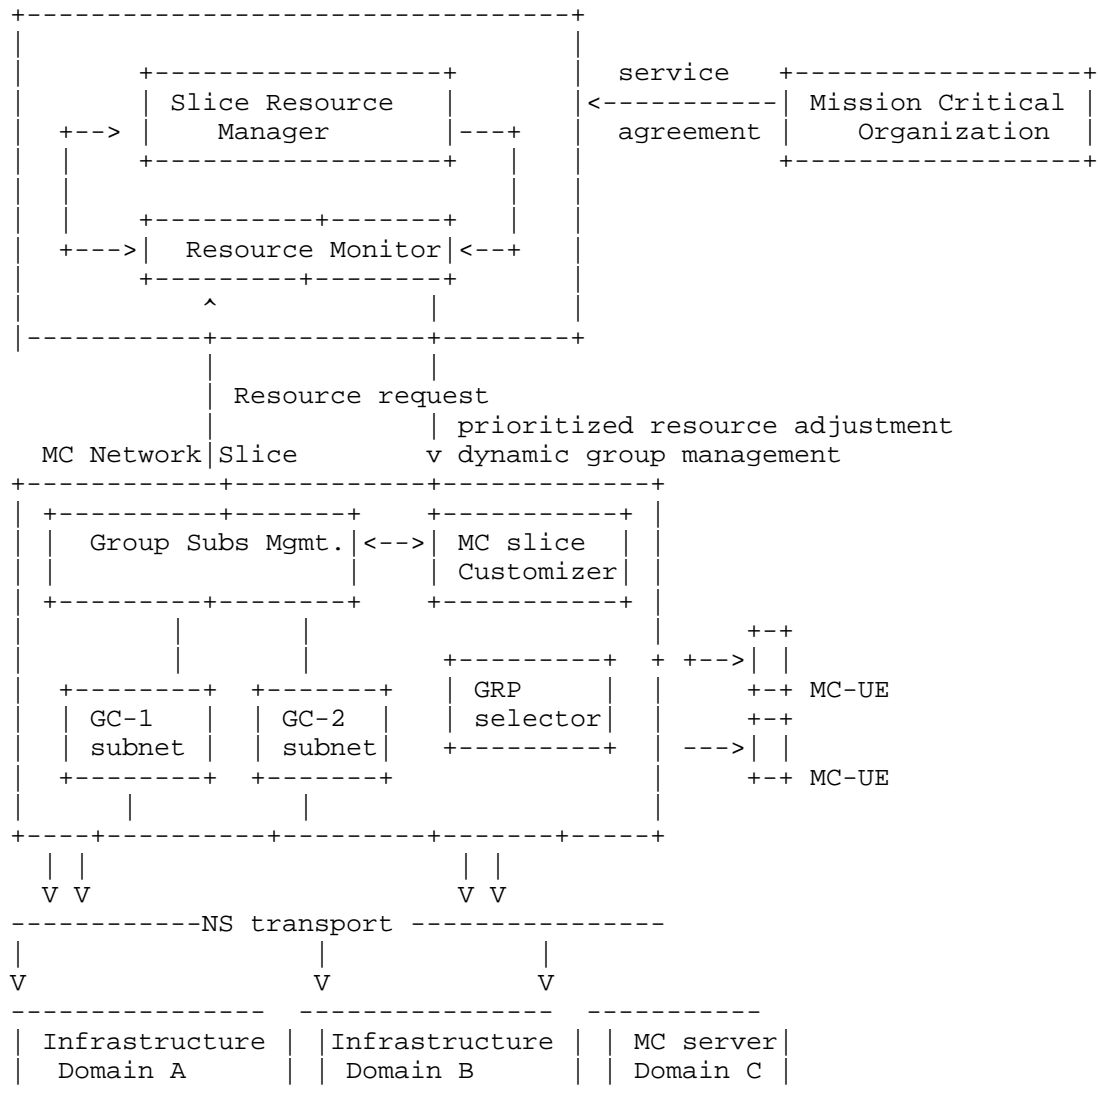 service
Slice Resource Mission Critical
Manager agreement Organization
Resource Monitor
Resource request
prioritized resource adjustment
MC Network Slice dynamic group management
Group Subs Mgmt. MC slice
Customizer
GRP
MC-UE
GC-1 GC-2 selector
subnet subnet
MC-UE
NS transport
Infrastructure Infrastructure MC server
Domain A Domain B Domain C